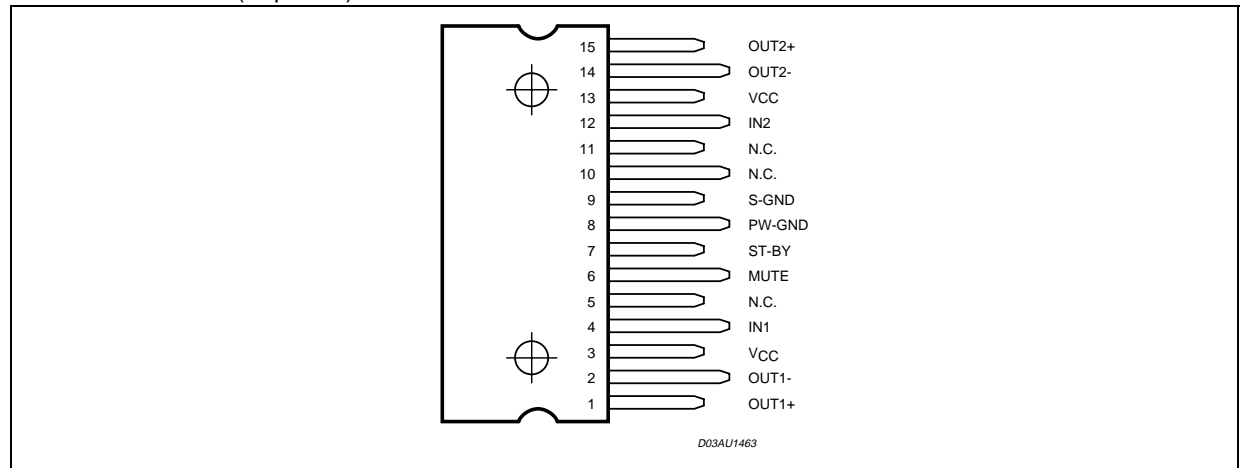 15 OUT2+
14 OUT2-
13 VCC
12 IN2
11 N.C.
10 N.C.
9 S-GND
8 PW-GND
7 ST-BY
6 MUTE
5 N.C.
4 IN1
3 VCC
2 OUT1-
1 OUT1+
D03AU1463